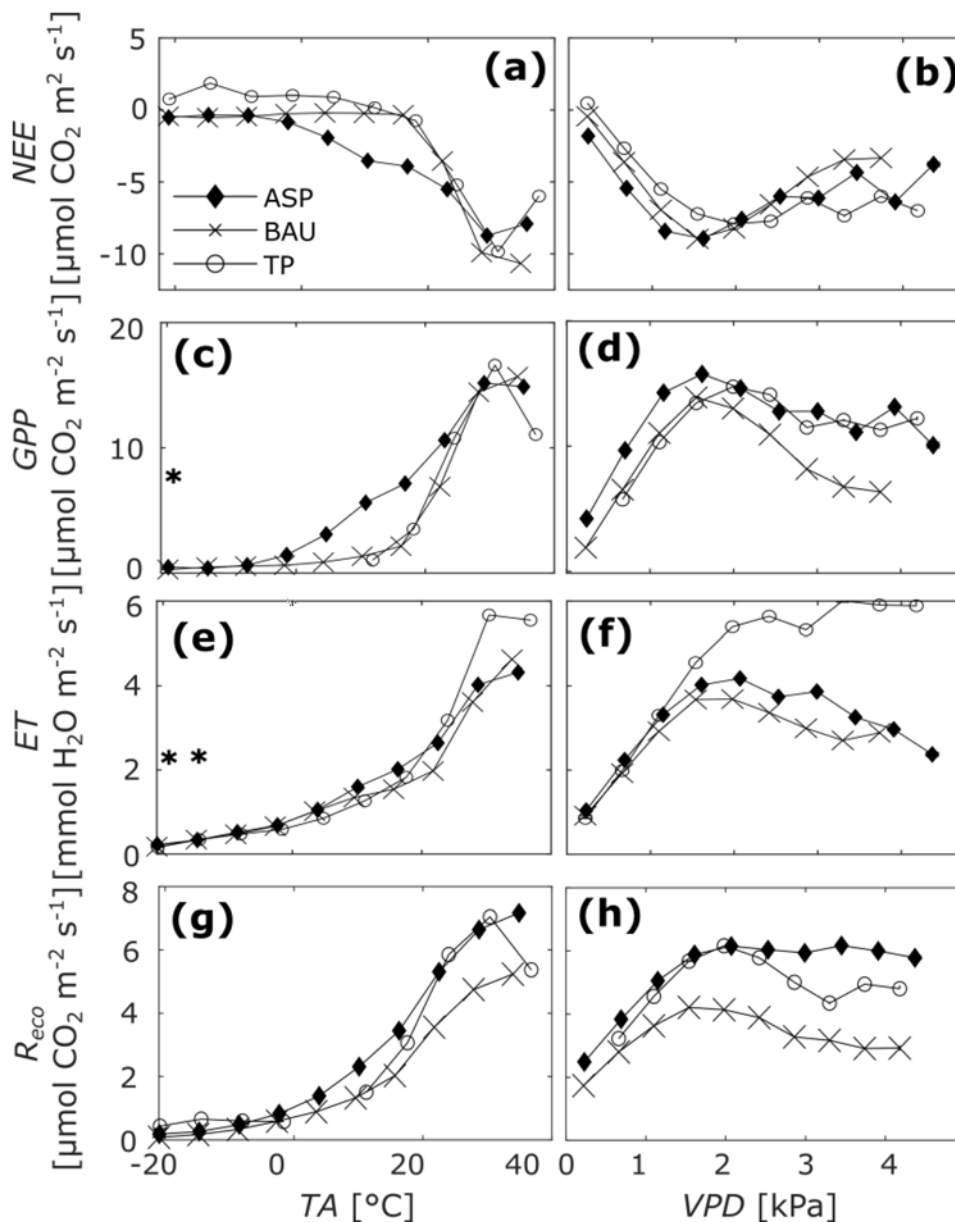 5
0
-5
-10
NEE
[µmol CO2 m2 s-1]
(a)
ASP
BAU
TP
(b)
20
10
0
GPP
[µmol CO2 m-2 s-1]
(c)
*
(d)
6
4
2
0
ET
[mmol H2O m-2 s-1]
(e)
* *
(f)
8
6
4
2
0
Reco
[µmol CO2 m-2 s-1]
(g)
(h)
-20 0 20 40
0 1 2 3 4
TA [°C]
VPD [kPa]